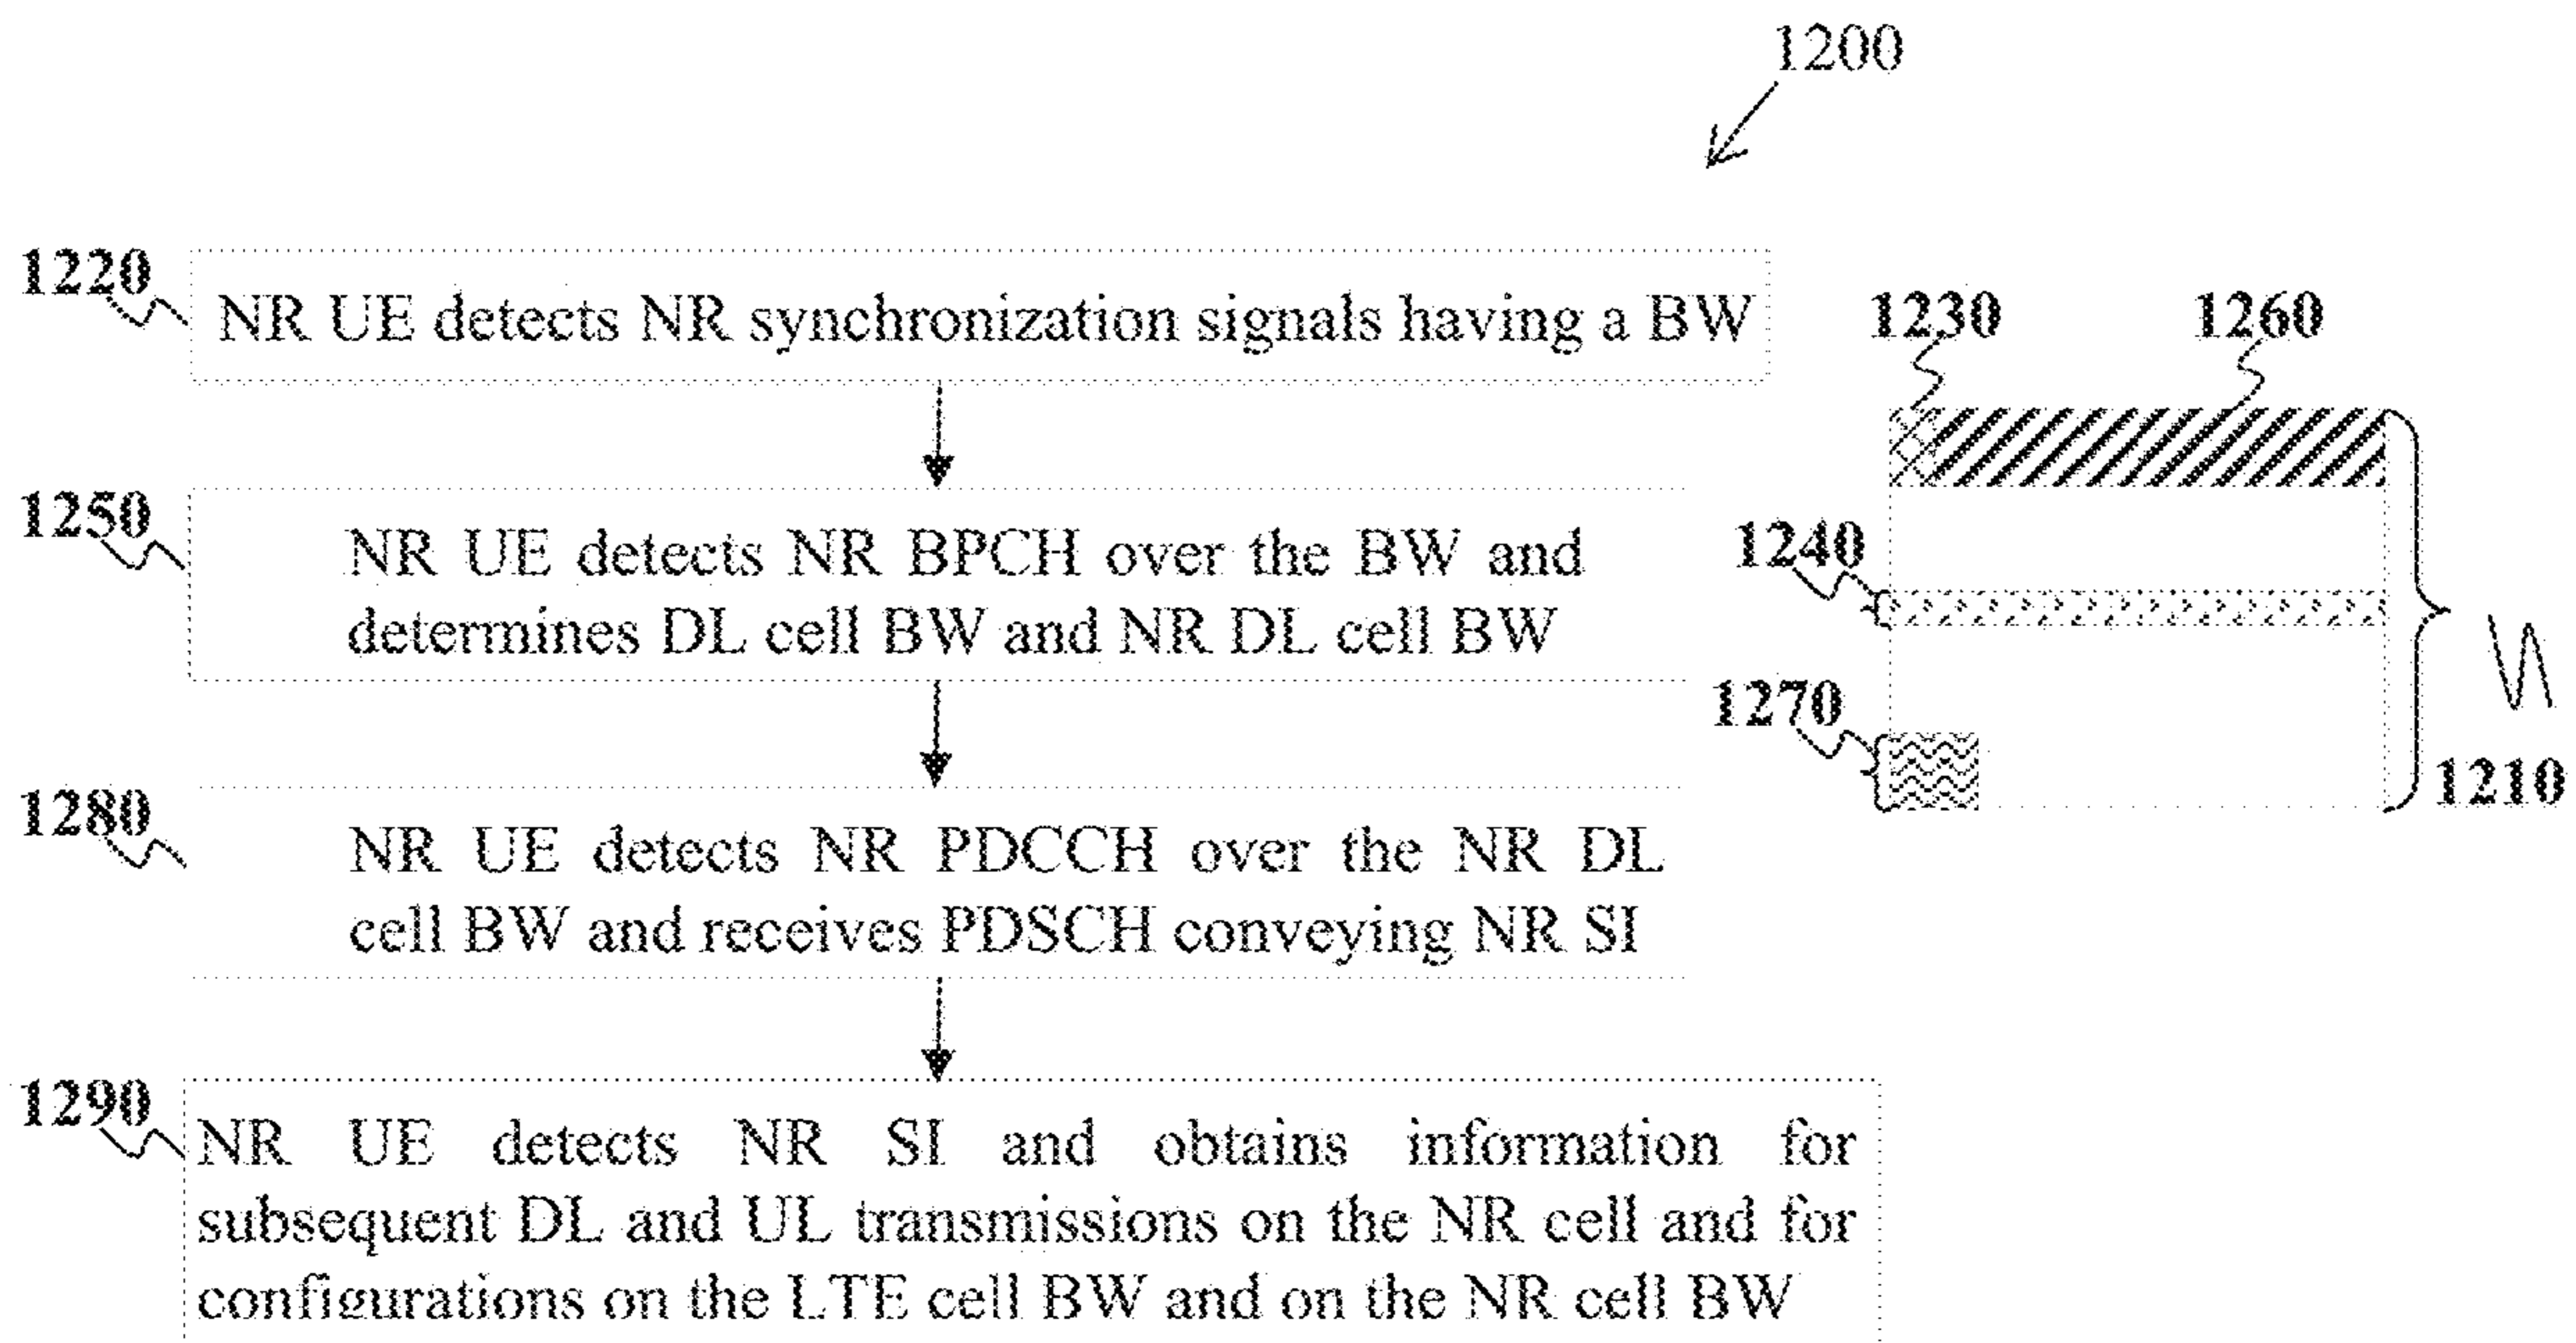 1200
1220
NR UE detects NR synchronization signals having a BW
1230
1260
1250
NR UE detects NR BPCH over the BW and
determines DL cell BW and NR DL cell BW
1240
1270
1210
1280
NR UE detects NR PDCCH over the NR DL
cell BW and receives PDSCH conveying NR SI
1290
NR UE detects NR SI and obtains information for
subsequent DL and UL transmissions on the NR cell and for
configurations on the LTE cell BW and on the NR cell BW